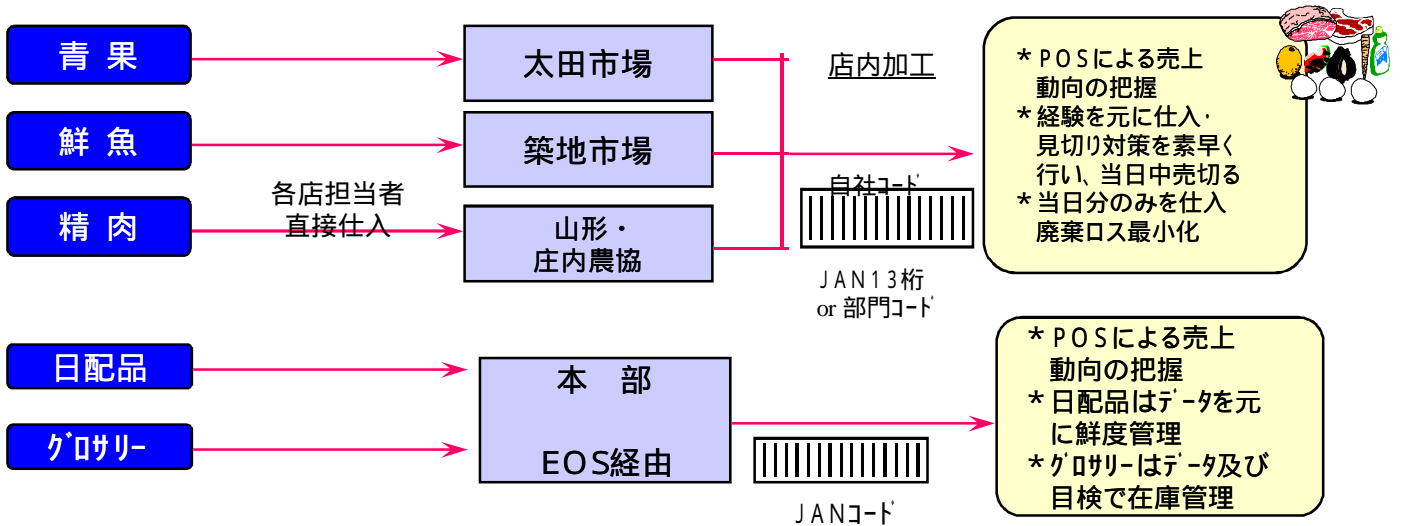 青 果
鮮 魚
精 肉
各店担当者
直接仕入
太田市場
築地市場
山形・
庄内農協
店内加工
自社ｺｰﾄﾞ
ＪＡＮ１３桁
or 部門ｺｰﾄﾞ
＊ＰＯＳによる売上
動向の把握
＊経験を元に仕入・
見切り対策を素早く
行い、当日中売切る
＊当日分のみを仕入
廃棄ロス最小化
日配品
ｸﾞﾛｻﾘｰ
本　部
ＥＯＳ経由
ＪＡＮｺｰﾄﾞ
＊ＰＯＳによる売上
動向の把握
＊日配品はﾃﾞｰﾀを元
に鮮度管理
＊ｸﾞﾛｻﾘｰはﾃﾞｰﾀ及び
目検で在庫管理